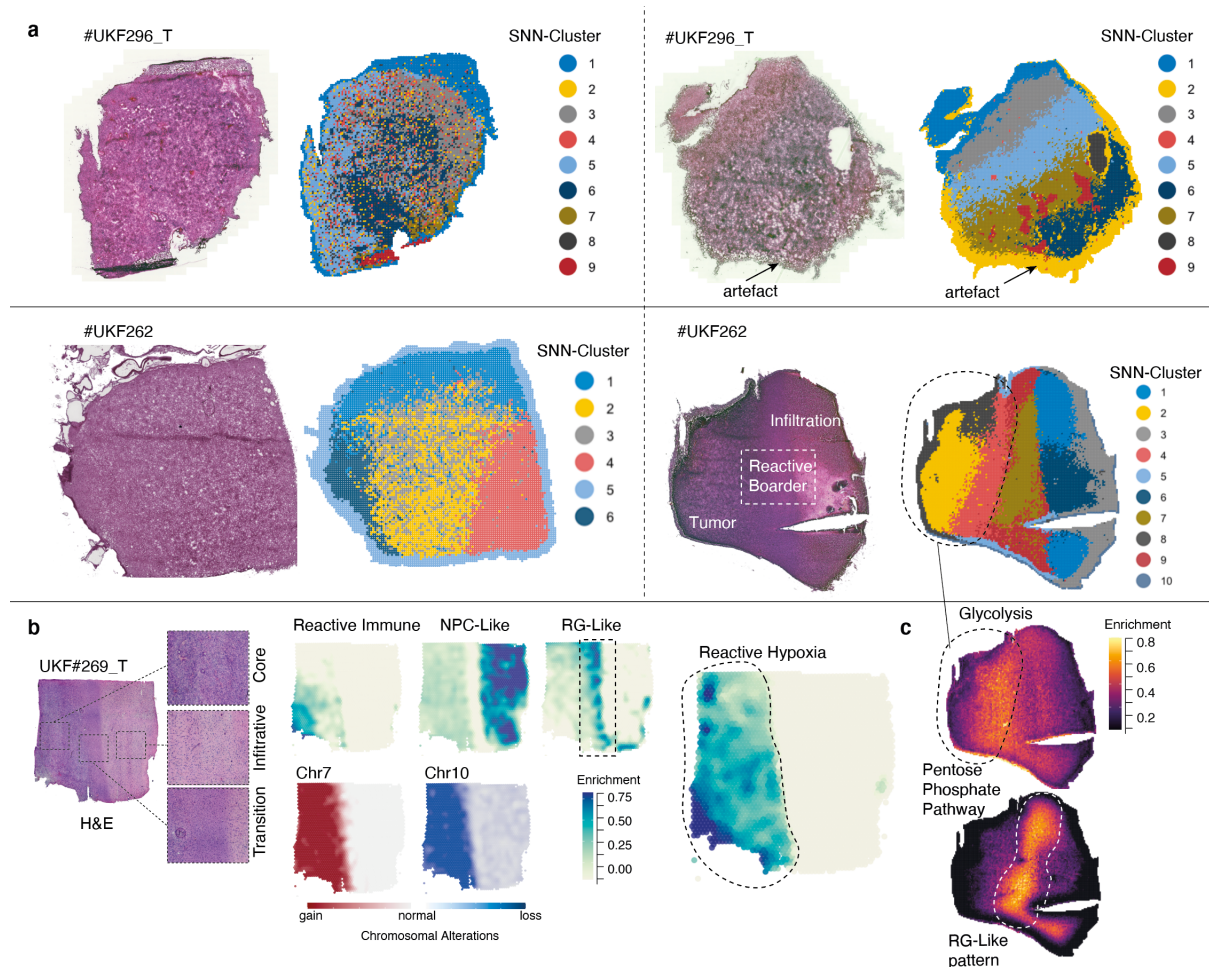 a
#UKF296_T
SNN-Cluster
1
2
3
4
5
6
7
8
9
#UKF296_T
artefact
artefact
SNN-Cluster
1
2
3
4
5
6
7
8
9
#UKF262
SNN-Cluster
1
2
3
4
5
6
#UKF262
Infiltration
Reactive
Boarder
Tumor
SNN-Cluster
1
2
3
4
5
6
7
8
9
10
b
UKF#269_T
Core
Infiltrative
Transition
H&E
Reactive Immune
NPC-Like
RG-Like
Chr7
Chr10
Enrichment
0.75
0.50
0.25
0.00
gain
normal
loss
Chromosomal Alterations
Reactive Hypoxia
c
Glycolysis
Enrichment
0.8
0.6
0.4
0.2
Pentose
Phosphate
Pathway
RG-Like
pattern